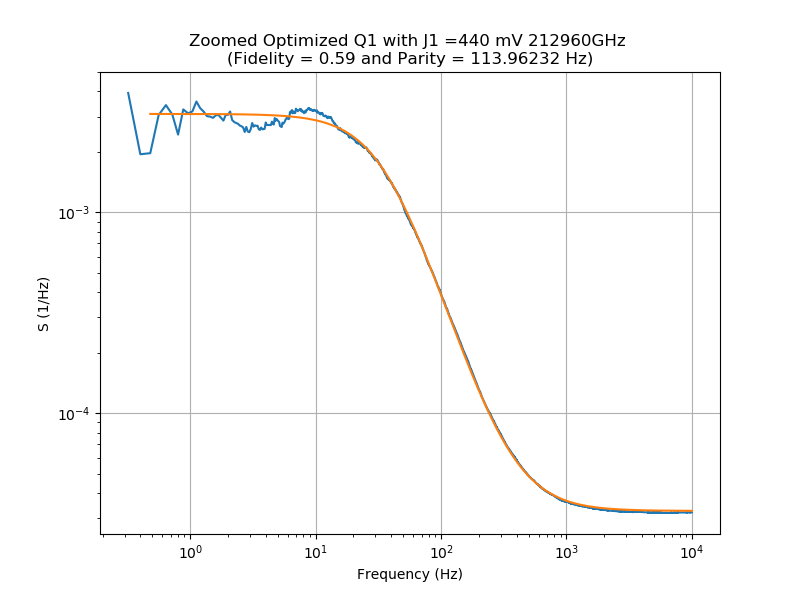 Zoomed Optimized Q1 with J1 =440 mV 212960GHz
(Fidelity = 0.59 and Parity = 113.96232 Hz)
S (1/Hz)
10⁻³
10⁻⁴
10⁰ 10¹ 10² 10³ 10⁴
Frequency (Hz)